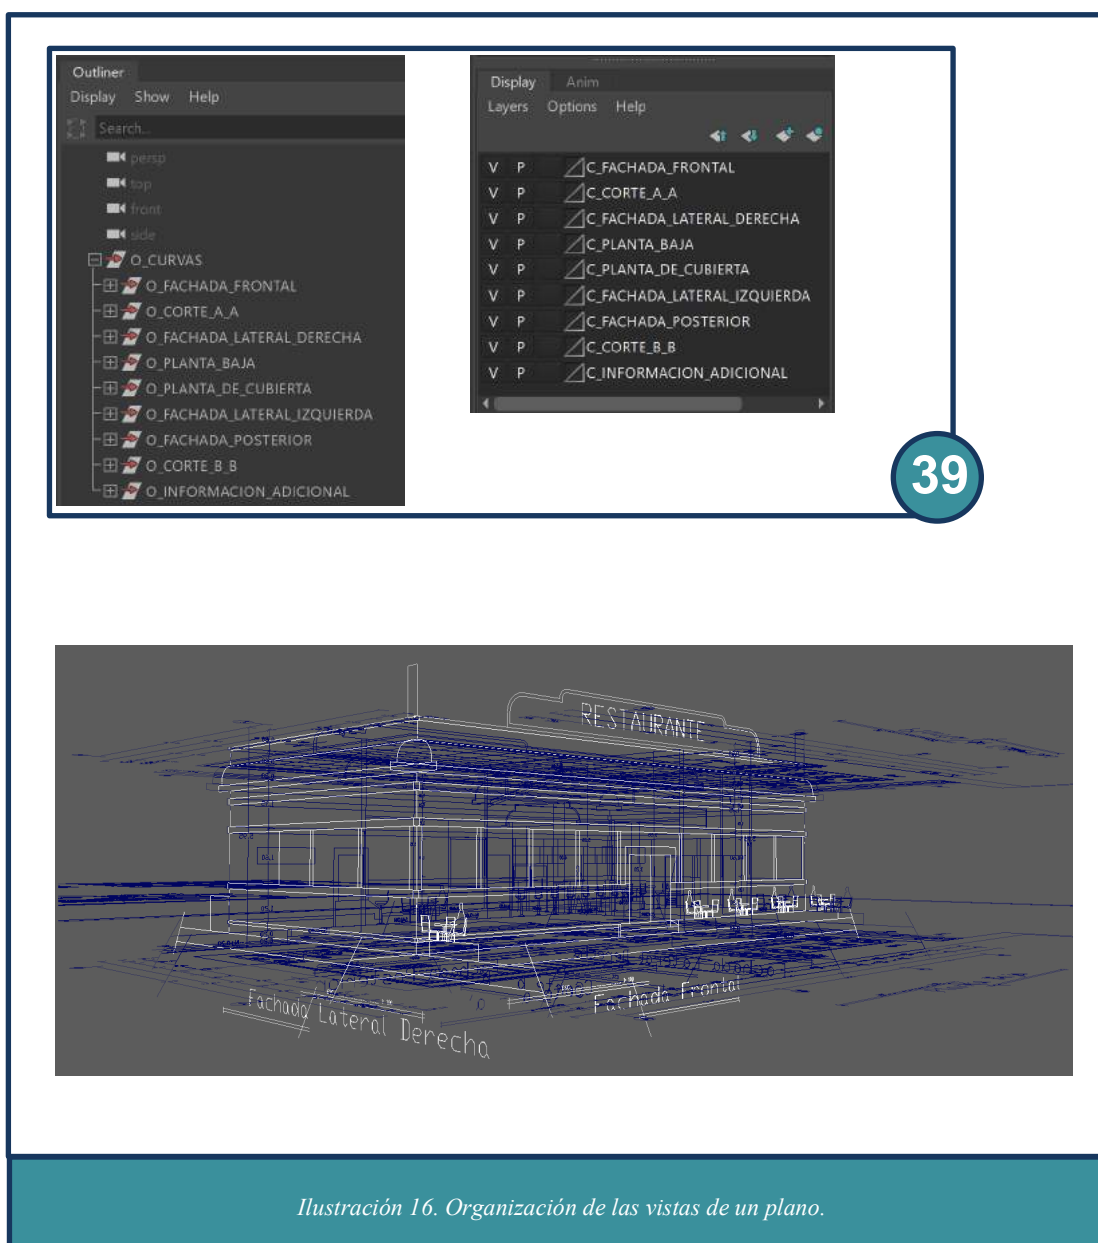 Outliner
Display Show Help
Search...
persp
top
front
side
O_CURVAS
O_FACHADA_FRONTAL
O_CORTE_A_A
O_FACHADA_LATERAL_DERECHA
O_PLANTA_BAJA
O_PLANTA_DE_CUBIERTA
O_FACHADA_LATERAL_IZQUIERDA
O_FACHADA_POSTERIOR
O_CORTE_B_B
O_INFORMACION_ADICIONAL
Display Anim
Layers Options Help
V P C_FACHADA_FRONTAL
V P C_CORTE_A_A
V P C_FACHADA_LATERAL_DERECHA
V P C_PLANTA_BAJA
V P C_PLANTA_DE_CUBIERTA
V P C_FACHADA_LATERAL_IZQUIERDA
V P C_FACHADA_POSTERIOR
V P C_CORTE_B_B
V P C_INFORMACION_ADICIONAL
39
RESTAURANTE
Fachada Frontal
Fachada Lateral Derecha
Ilustración 16. Organización de las vistas de un plano.